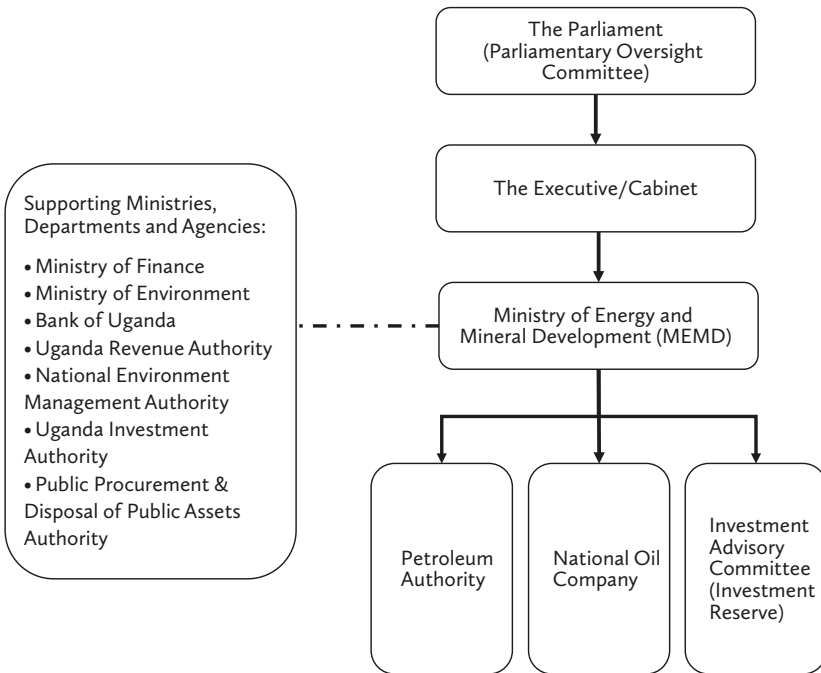 The Parliament
(Parliamentary Oversight
Committee)
The Executive/Cabinet
Supporting Ministries,
Departments and Agencies:
• Ministry of Finance
• Ministry of Environment
• Bank of Uganda
• Uganda Revenue Authority
• National Environment
Management Authority
• Uganda Investment
Authority
• Public Procurement &
Disposal of Public Assets
Authority
Ministry of Energy and
Mineral Development (MEMD)
Petroleum
Authority
National Oil
Company
Investment
Advisory
Committee
(Investment
Reserve)